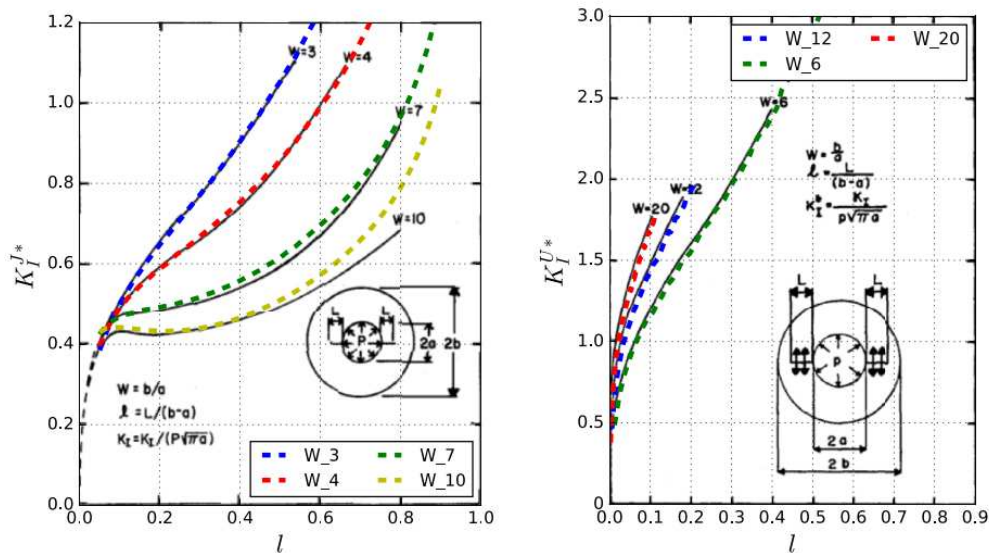 1.2
1.0
0.8
0.6
0.4
0.2
0.0
K_I^{J*}
0.0 0.2 0.4 0.6 0.8 1.0
l
W=3
W=4
W=7
W=10
L L
P
2a 2b
W = b/a
ℓ = L/(b-a)
K_I=K_I/(P√πa)
W_3 W_7
W_4 W_10
3.0
2.5
2.0
1.5
1.0
0.5
0
K_I^{U*}
0.0 0.1 0.2 0.3 0.4 0.5 0.6 0.7 0.8 0.9
l
W_12 W_20
W_6
W=6
W=12
W=20
W = b/a
ℓ = L/(b-a)
K_I^b = K_I/p√πa
L L
p
2a
2b